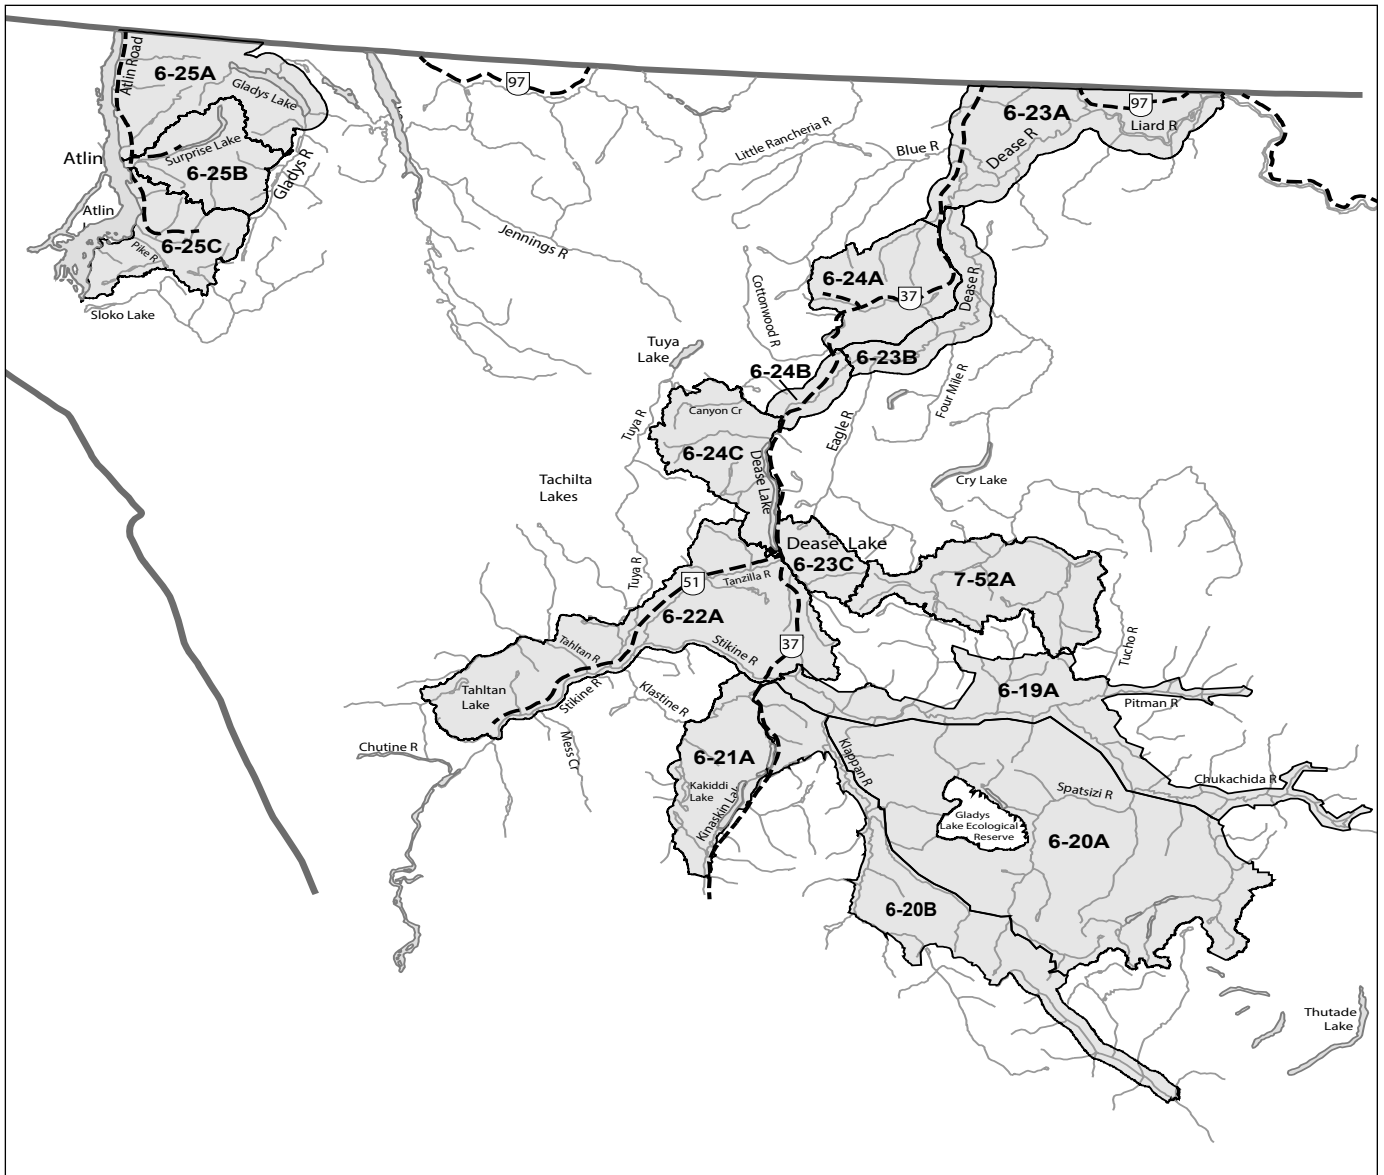 97
Atlin Road
6-25A
Gladys Lake
6-23A
97
Liard R
Dease R
Little Rancheria R
Blue R
Atlin
Surprise Lake
6-25B
Gladys R
Atlin
6-25C
Pike R
Sloko Lake
Jennings R
6-24A
37
Dease R
Cottonwood R
Tuya
Lake
6-23B
6-24B
Four Mile R
Canyon Cr
Tuya R
Eagle R
6-24C
Dease Lake
Cry Lake
Tachilta
Lakes
Dease Lake
6-23C
7-52A
Tuya R
51
Tanzilla R
6-22A
37
Stikine R
Tahltan R
Tucho R
Tahltan
Lake
Stikine R
Klastine R
6-19A
Pitman R
Mess Cr
Chutine R
6-21A
Klappan R
Kakiddi
Lake
Kinaskin Lak
Chukachida R
Spatsizi R
Gladys
Lake Ecological
Reserve
6-20A
6-20B
Thutade
Lake